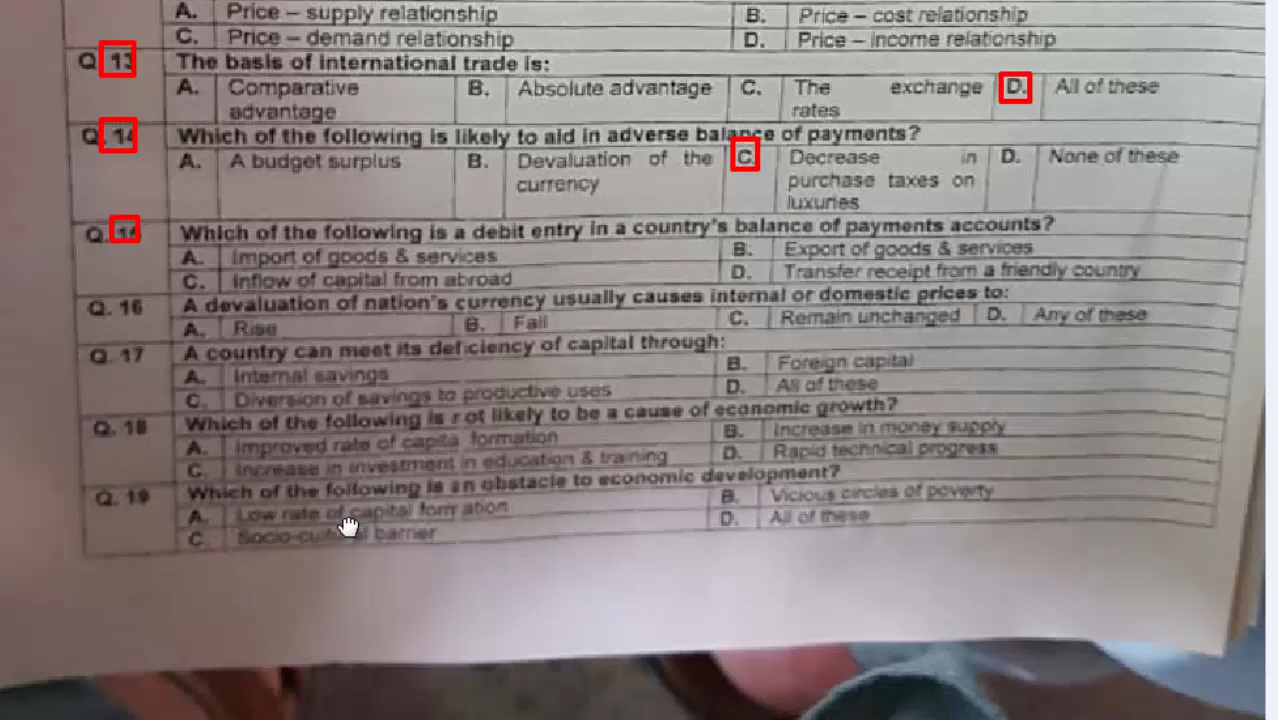 A. Price – supply relationship B. Price – cost relationship
C. Price – demand relationship D. Price – income relationship
Q. 13 The basis of international trade is:
A. Comparative advantage B. Absolute advantage C. The exchange rates D. All of these
Q. 14 Which of the following is likely to aid in adverse balance of payments?
A. A budget surplus B. Devaluation of the currency C. Decrease in purchase taxes on luxuries D. None of these
Q. 15 Which of the following is a debit entry in a country's balance of payments accounts?
A. Import of goods & services B. Export of goods & services
C. Inflow of capital from abroad D. Transfer receipt from a friendly country
Q. 16 A devaluation of nation's currency usually causes internal or domestic prices to:
A. Rise B. Fall C. Remain unchanged D. Any of these
Q. 17 A country can meet its deficiency of capital through:
A. Internal savings B. Foreign capital
C. Diversion of savings to productive uses D. All of these
Q. 18 Which of the following is not likely to be a cause of economic growth?
A. Improved rate of capital formation B. Increase in money supply
C. Increase in investment in education & training D. Rapid technical progress
Q. 19 Which of the following is an obstacle to economic development?
A. Low rate of capital formation B. Vicious circles of poverty
C. Socio-cultural barrier D. All of these